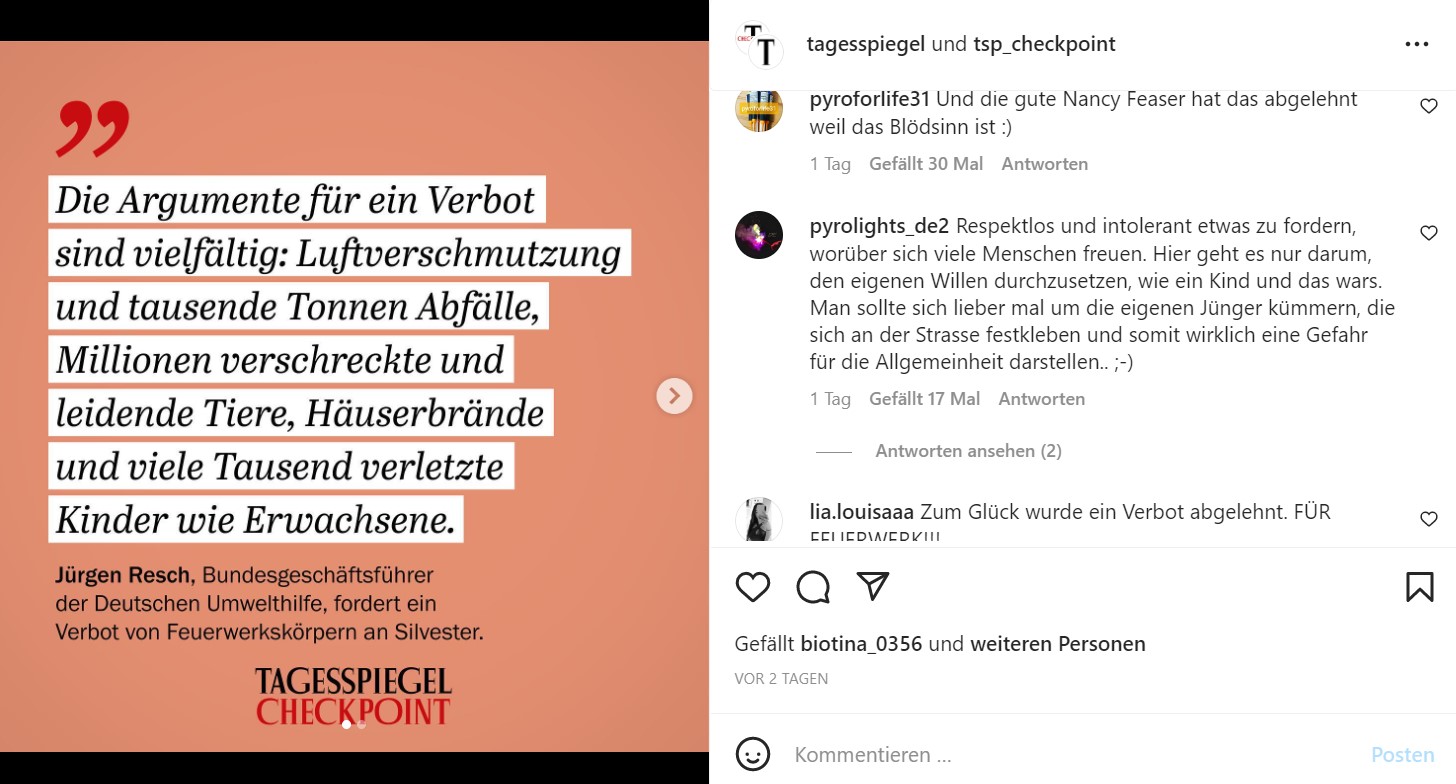 ”
Die Argumente für ein Verbot
sind vielfältig: Luftverschmutzung
und tausende Tonnen Abfälle,
Millionen verschreckte und
leidende Tiere, Häuserbrände
und viele Tausend verletzte
Kinder wie Erwachsene.
Jürgen Resch, Bundesgeschäftsführer
der Deutschen Umwelthilfe, fordert ein
Verbot von Feuerwerkskörpern an Silvester.
TAGESSPIEGEL
CHECKPOINT
tagesspiegel und tsp_checkpoint
pyroforlife31 Und die gute Nancy Feaser hat das abgelehnt
weil das Blödsinn ist :)
1 Tag Gefällt 30 Mal Antworten
pyrolights_de2 Respektlos und intolerant etwas zu fordern,
worüber sich viele Menschen freuen. Hier geht es nur darum,
den eigenen Willen durchzusetzen, wie ein Kind und das wars.
Man sollte sich lieber mal um die eigenen Jünger kümmern, die
sich an der Strasse festkleben und somit wirklich eine Gefahr
für die Allgemeinheit darstellen.. ;-)
1 Tag Gefällt 17 Mal Antworten
Antworten ansehen (2)
lia.louisaaa Zum Glück wurde ein Verbot abgelehnt. FÜR
FEUERWERK!!!
Gefällt biotina_0356 und weiteren Personen
VOR 2 TAGEN
Kommentieren ...
Posten